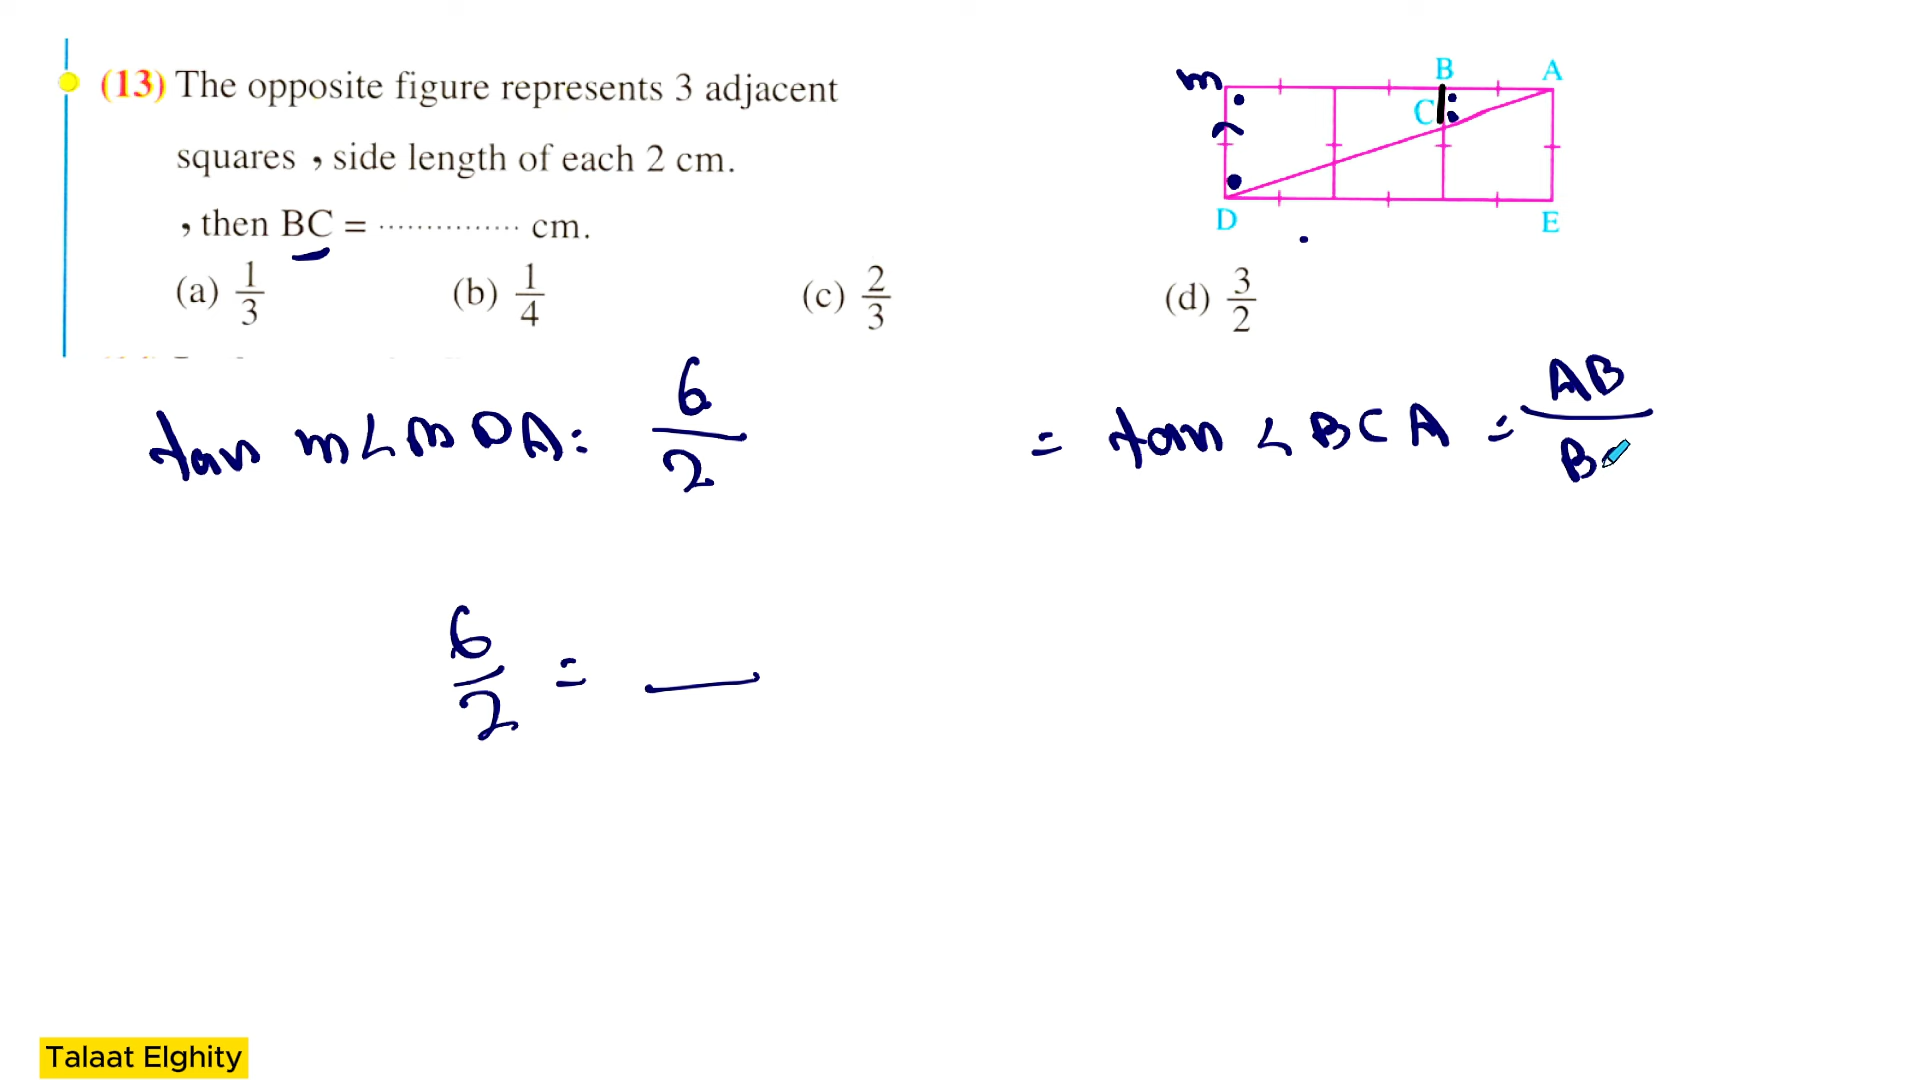 (13) The opposite figure represents 3 adjacent
squares , side length of each 2 cm.
, then BC = ............... cm.
(a) 1/3 (b) 1/4 (c) 2/3 (d) 3/2
m B A
C
D E
tan m∠MDA = 6/2 = tan ∠BCA = AB/B
6/2 =
Talaat Elghity